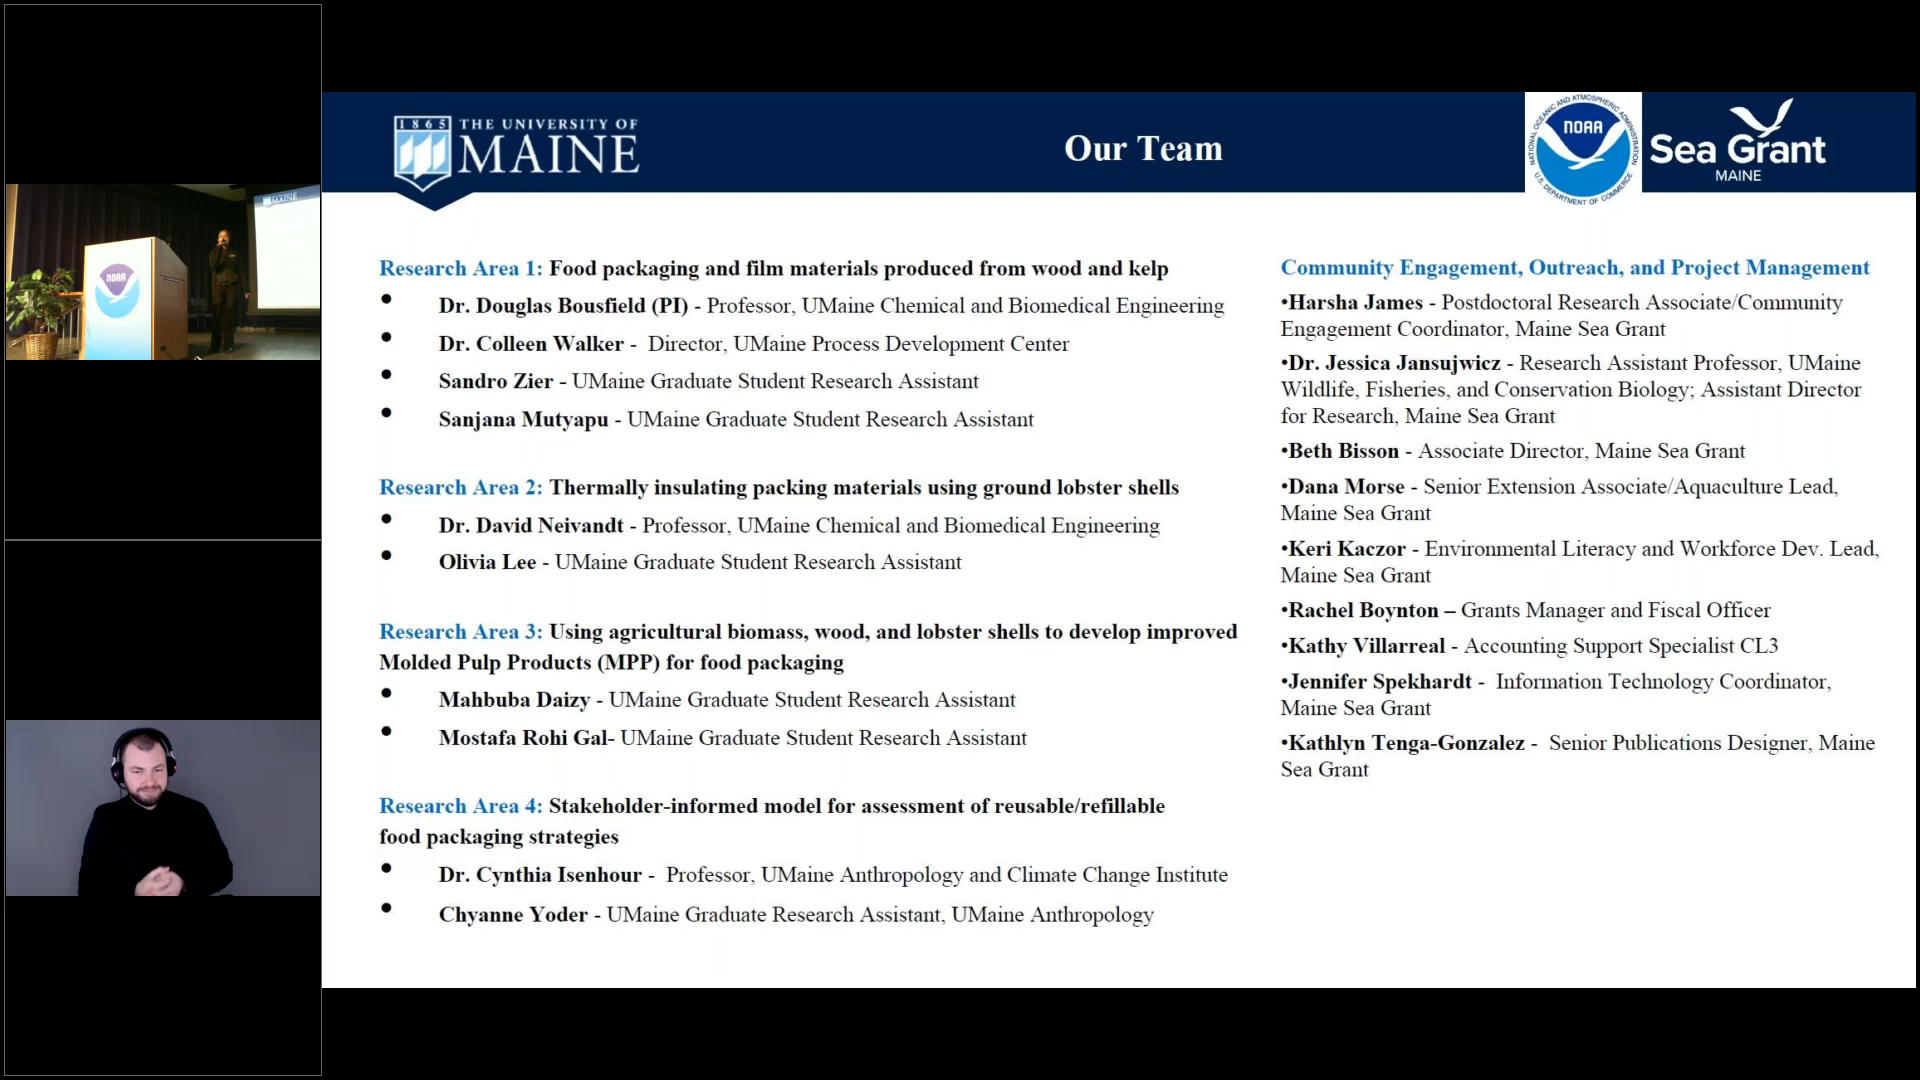 1865 THE UNIVERSITY OF
MAINE
Our Team
NATIONAL OCEANIC AND ATMOSPHERIC ADMINISTRATION
NOAA
U.S. DEPARTMENT OF COMMERCE
Sea Grant
MAINE
MAINE
NOAA
Research Area 1: Food packaging and film materials produced from wood and kelp
• Dr. Douglas Bousfield (PI) - Professor, UMaine Chemical and Biomedical Engineering
• Dr. Colleen Walker - Director, UMaine Process Development Center
• Sandro Zier - UMaine Graduate Student Research Assistant
• Sanjana Mutyapu - UMaine Graduate Student Research Assistant
Research Area 2: Thermally insulating packing materials using ground lobster shells
• Dr. David Neivandt - Professor, UMaine Chemical and Biomedical Engineering
• Olivia Lee - UMaine Graduate Student Research Assistant
Research Area 3: Using agricultural biomass, wood, and lobster shells to develop improved
Molded Pulp Products (MPP) for food packaging
• Mahbuba Daizy - UMaine Graduate Student Research Assistant
• Mostafa Rohi Gal- UMaine Graduate Student Research Assistant
Research Area 4: Stakeholder-informed model for assessment of reusable/refillable
food packaging strategies
• Dr. Cynthia Isenhour - Professor, UMaine Anthropology and Climate Change Institute
• Chyanne Yoder - UMaine Graduate Research Assistant, UMaine Anthropology
Community Engagement, Outreach, and Project Management
•Harsha James - Postdoctoral Research Associate/Community
Engagement Coordinator, Maine Sea Grant
•Dr. Jessica Jansujwicz - Research Assistant Professor, UMaine
Wildlife, Fisheries, and Conservation Biology; Assistant Director
for Research, Maine Sea Grant
•Beth Bisson - Associate Director, Maine Sea Grant
•Dana Morse - Senior Extension Associate/Aquaculture Lead,
Maine Sea Grant
•Keri Kaczor - Environmental Literacy and Workforce Dev. Lead,
Maine Sea Grant
•Rachel Boynton – Grants Manager and Fiscal Officer
•Kathy Villarreal - Accounting Support Specialist CL3
•Jennifer Spekhardt - Information Technology Coordinator,
Maine Sea Grant
•Kathlyn Tenga-Gonzalez - Senior Publications Designer, Maine
Sea Grant